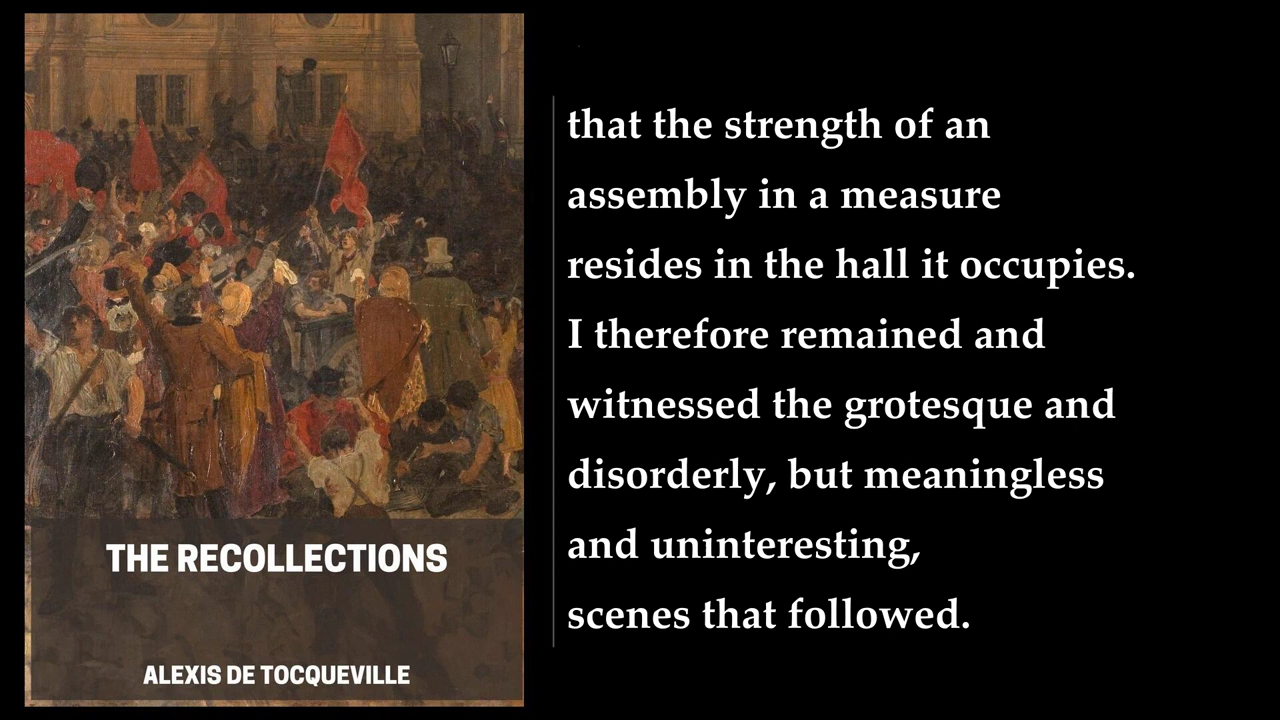 THE RECOLLECTIONS
ALEXIS DE TOCQUEVILLE
that the strength of an
assembly in a measure
resides in the hall it occupies.
I therefore remained and
witnessed the grotesque and
disorderly, but meaningless
and uninteresting,
scenes that followed.